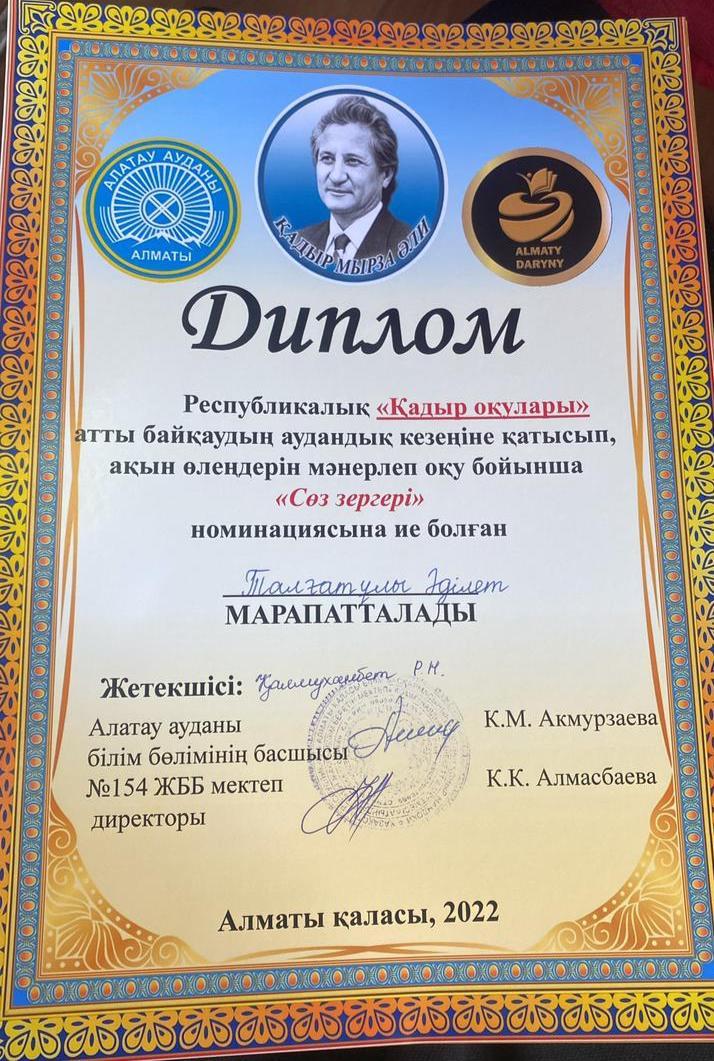 АЛАТАУ АУДАНЫ
АЛМАТЫ
ҚАДЫР МЫРЗА ӘЛИ
ALMATY
DARYNY
Диплом
Республикалық «Қадыр оқулары»
атты байқаудың аудандық кезеңіне қатысып,
ақын өлеңдерін мәнерлеп оқу бойынша
«Сөз зергері»
номинациясына ие болған
Талғатұлы Әділет
МАРАПАТТАЛАДЫ
Жетекшісі: Қалмуханбет Р.Н.
Алатау ауданы
білім бөлімінің басшысы
К.М. Акмурзаева
№154 ЖББ мектеп
директоры
К.К. Алмасбаева
Алматы қаласы, 2022